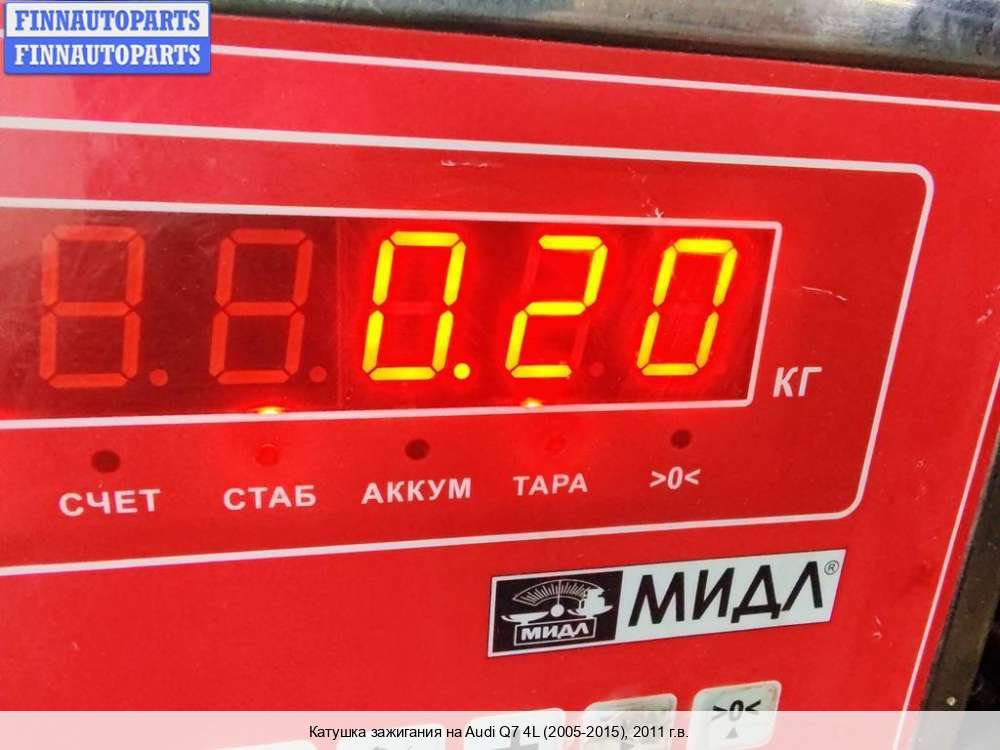 FINNAUTOPARTS
FINNAUTOPARTS
0.20
КГ
СЧЕТ СТАБ АККУМ ТАРА >0<
МИДЛ МИДЛ®
>0<
Катушка зажигания на Audi Q7 4L (2005-2015), 2011 г.в.